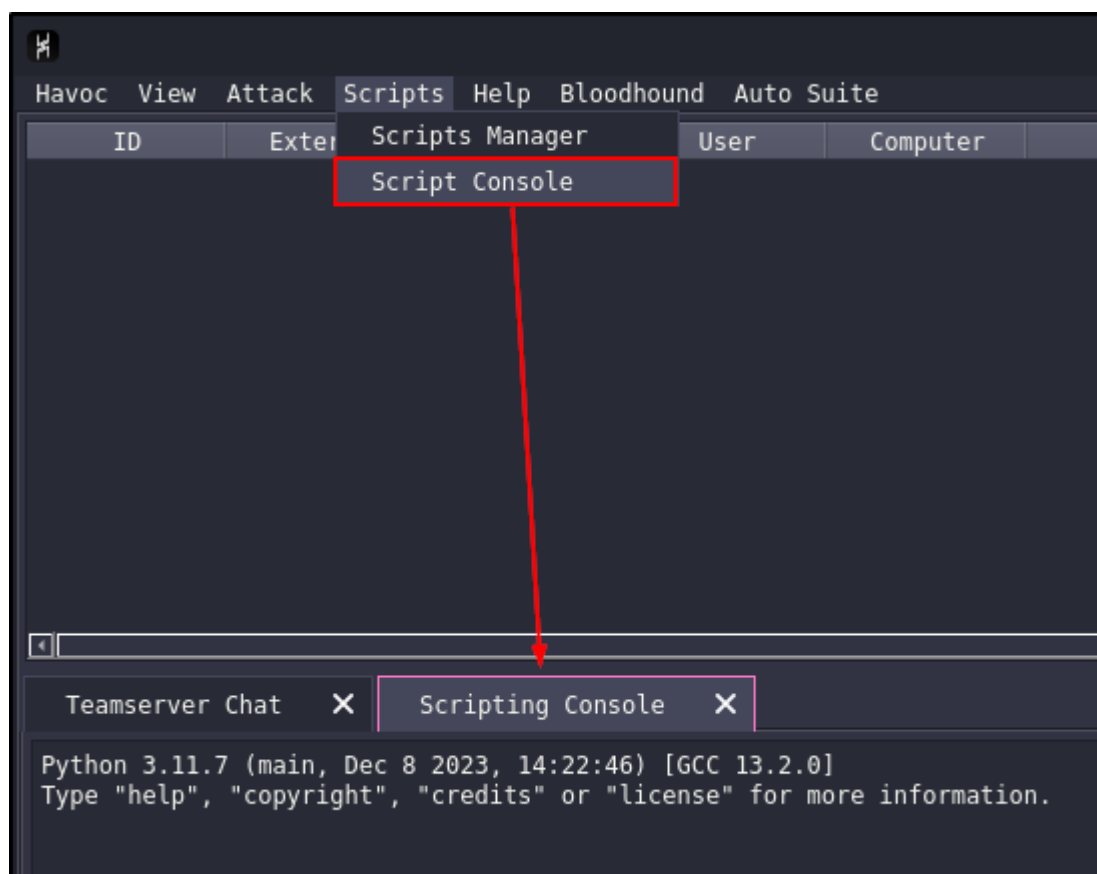 Havoc View Attack Scripts Help Bloodhound Auto Suite
ID Exter User Computer
Scripts Manager
Script Console
Teamserver Chat Scripting Console
Python 3.11.7 (main, Dec 8 2023, 14:22:46) [GCC 13.2.0]
Type "help", "copyright", "credits" or "license" for more information.